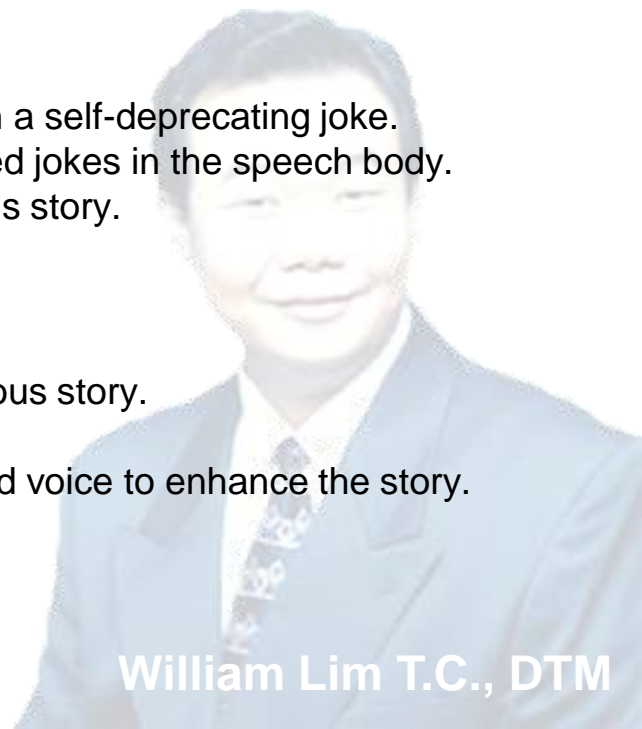 a self-deprecating joke.
ed jokes in the speech body.
s story.
ous story.
d voice to enhance the story.
William Lim T.C., DTM